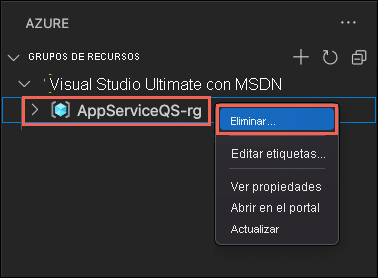 AZURE
GRUPOS DE RECURSOS
Visual Studio Ultimate con MSDN
AppServiceQS-rg
Eliminar...
Editar etiquetas...
Ver propiedades
Abrir en el portal
Actualizar